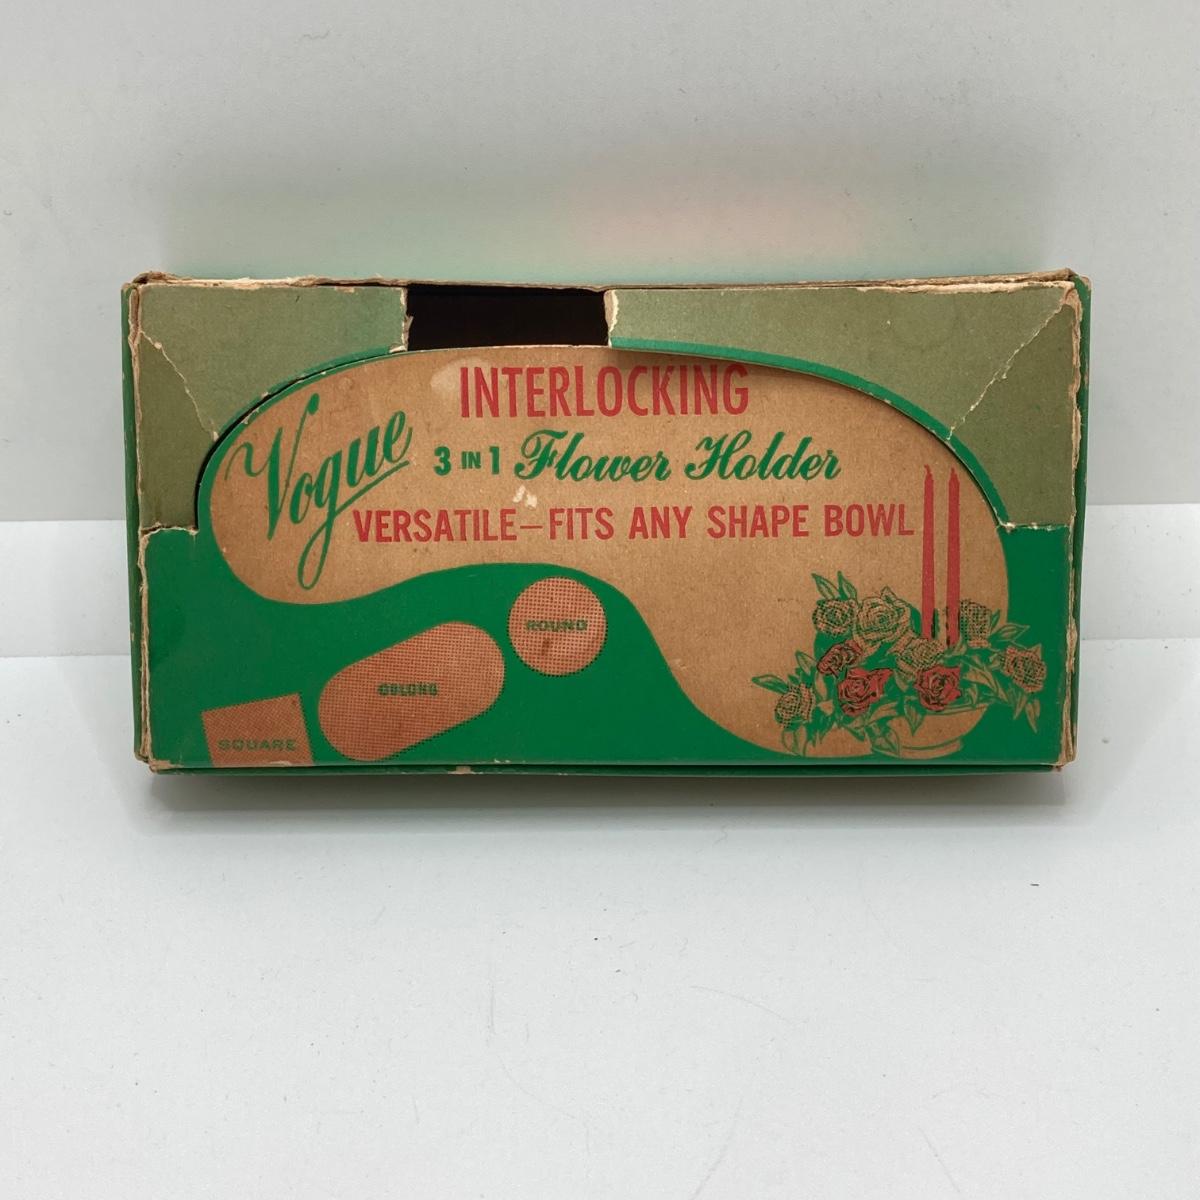 INTERLOCKING
Vogue
3 IN 1 Flower Holder
VERSATILE—FITS ANY SHAPE BOWL
ROUND
OBLONG
SQUARE